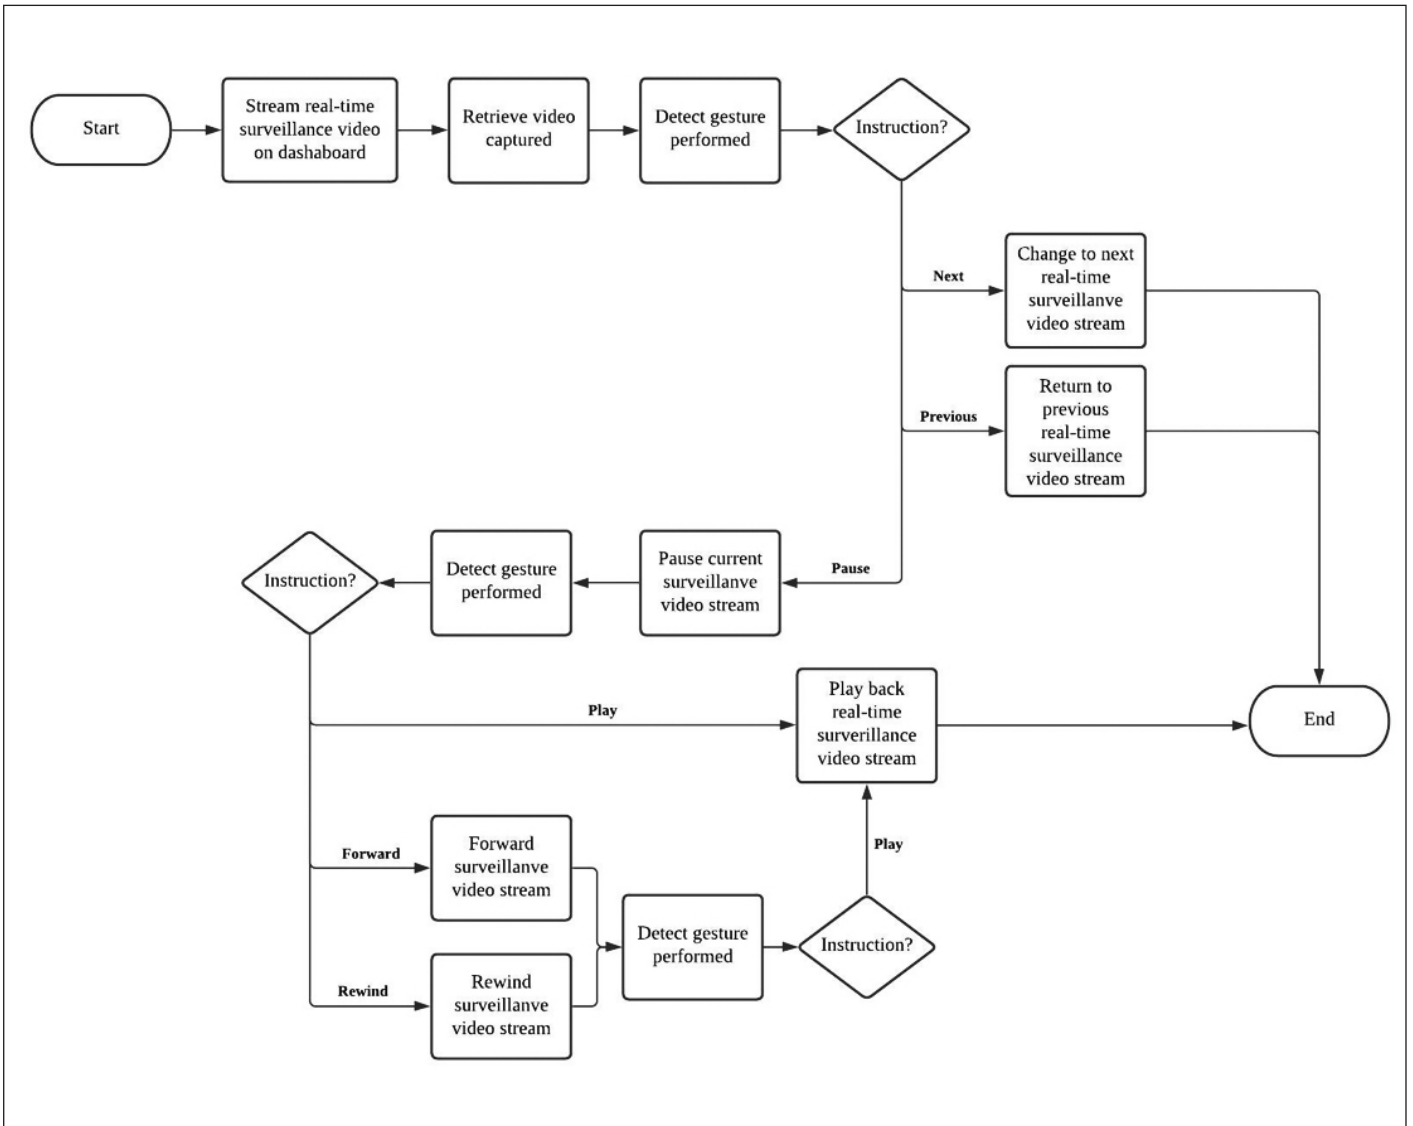 Start
Stream real-time
surveillance video
on dashaboard
Retrieve video
captured
Detect gesture
performed
Instruction?
Next
Change to next
real-time
surveillanve
video stream
Previous
Return to
previous
real-time
surveillance
video stream
Pause
Pause current
surveillanve
video stream
Detect gesture
performed
Instruction?
Play
Play back
real-time
surverillance
video stream
End
Forward
Forward
surveillanve
video stream
Rewind
Rewind
surveillanve
video stream
Detect gesture
performed
Instruction?
Play